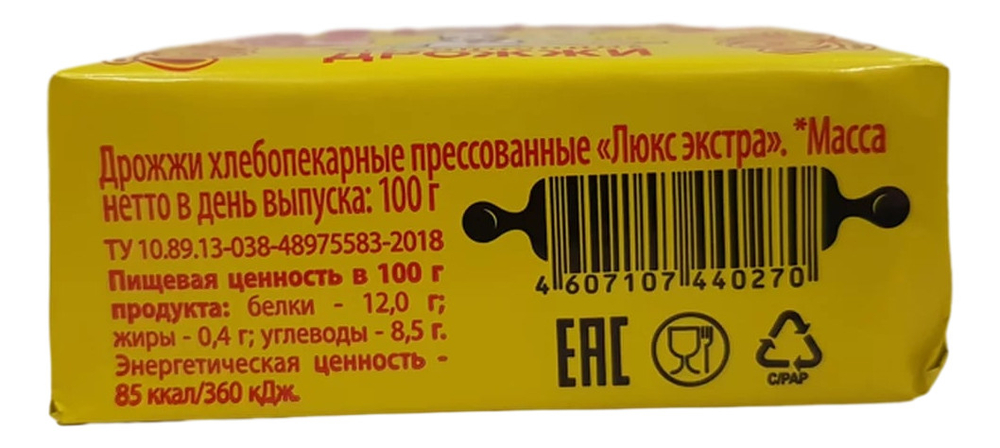 ДРОЖЖИ
Дрожжи хлебопекарные прессованные «Люкс экстра». *Масса
нетто в день выпуска: 100 г
ТУ 10.89.13-038-48975583-2018
Пищевая ценность в 100 г
продукта: белки - 12,0 г;
жиры - 0,4 г; углеводы - 8,5 г.
Энергетическая ценность -
85 ккал/360 кДж.
4 607107 440270
ЕАС
C/PAP